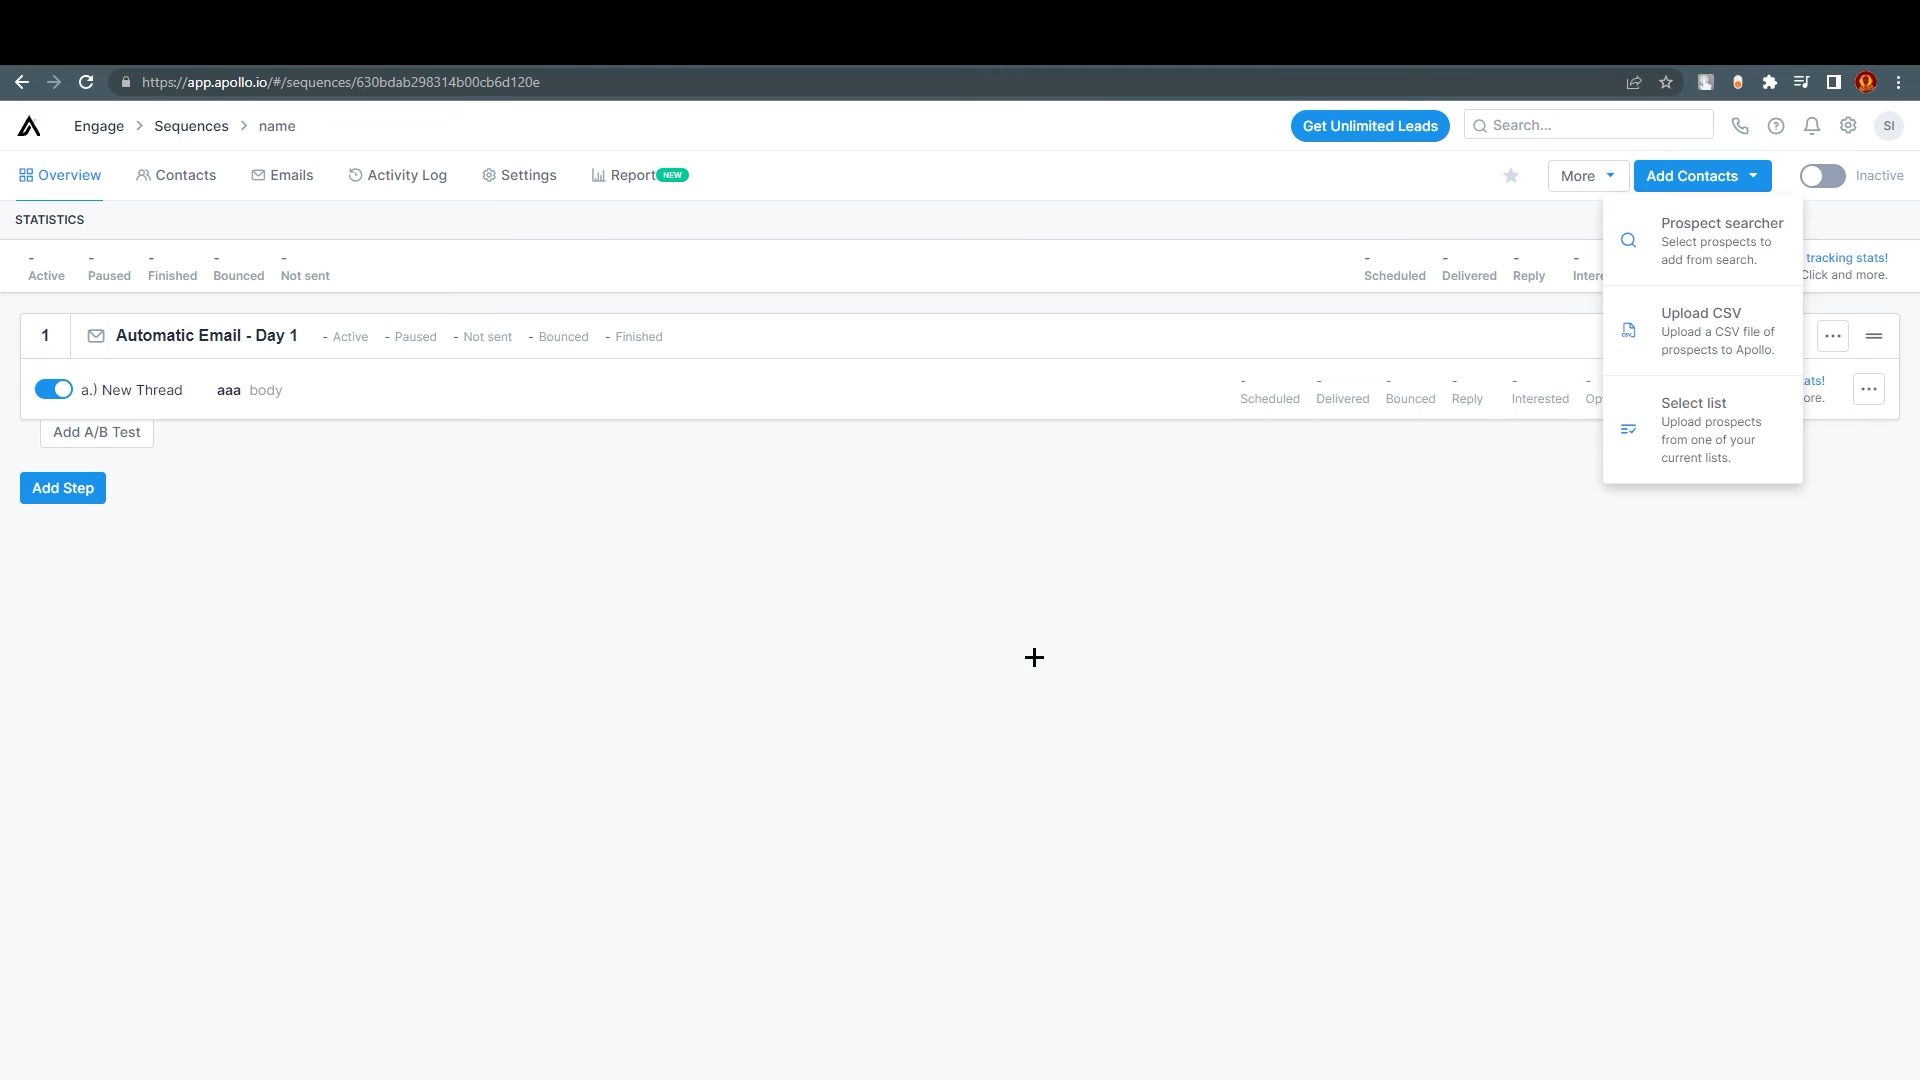 https://app.apollo.io/#/sequences/630bdab298314b00cb6d120e
Engage > Sequences > name
Get Unlimited Leads
Search...
SI
Overview
Contacts
Emails
Activity Log
Settings
Report NEW
More
Add Contacts
Inactive
STATISTICS
- - - - -
Active Paused Finished Bounced Not sent
- - - -
Scheduled Delivered Reply Intere
tracking stats!
Click and more.
Prospect searcher
Select prospects to
add from search.
Upload CSV
Upload a CSV file of
prospects to Apollo.
Select list
Upload prospects
from one of your
current lists.
1 Automatic Email - Day 1 - Active - Paused - Not sent - Bounced - Finished
a.) New Thread aaa body
- - - - - -
Scheduled Delivered Bounced Reply Interested Op
ats!
ore.
Add A/B Test
Add Step